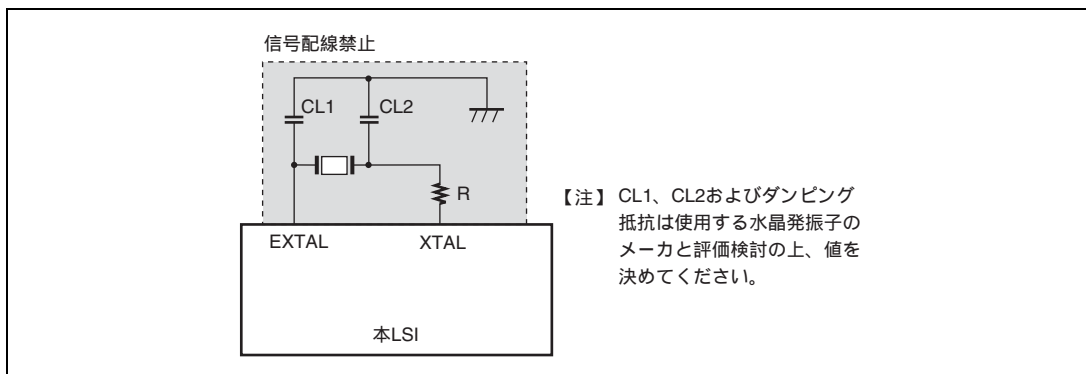 信号配線禁止
CL1
CL2
R
EXTAL
XTAL
本LSI
【注】 CL1、CL2およびダンピング
抵抗は使用する水晶発振子の
メーカと評価検討の上、値を
決めてください。